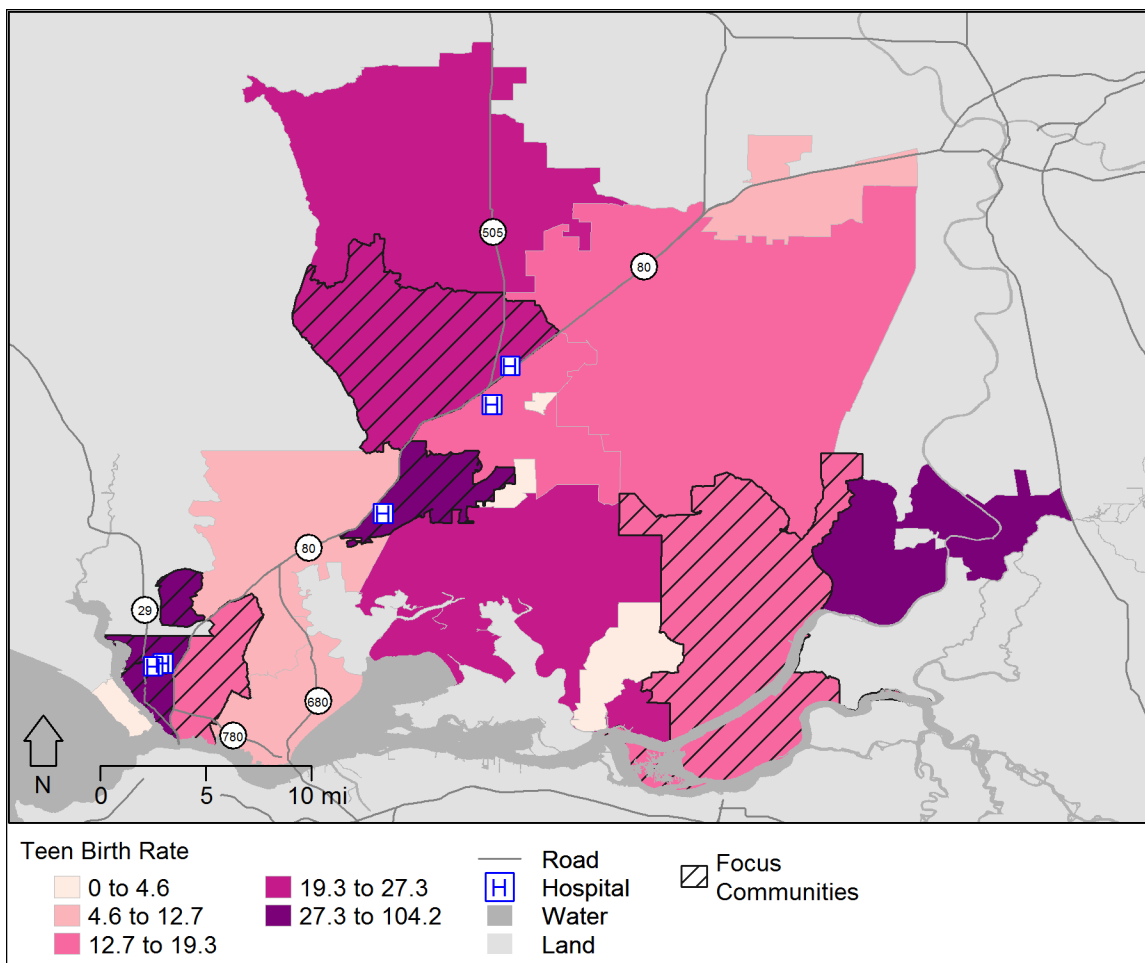 505
80
80
29
680
780
N
0 5 10 mi
Teen Birth Rate
0 to 4.6
4.6 to 12.7
12.7 to 19.3
19.3 to 27.3
27.3 to 104.2
Road
H Hospital
Water
Land
Focus
Communities
H
H
H
H
H